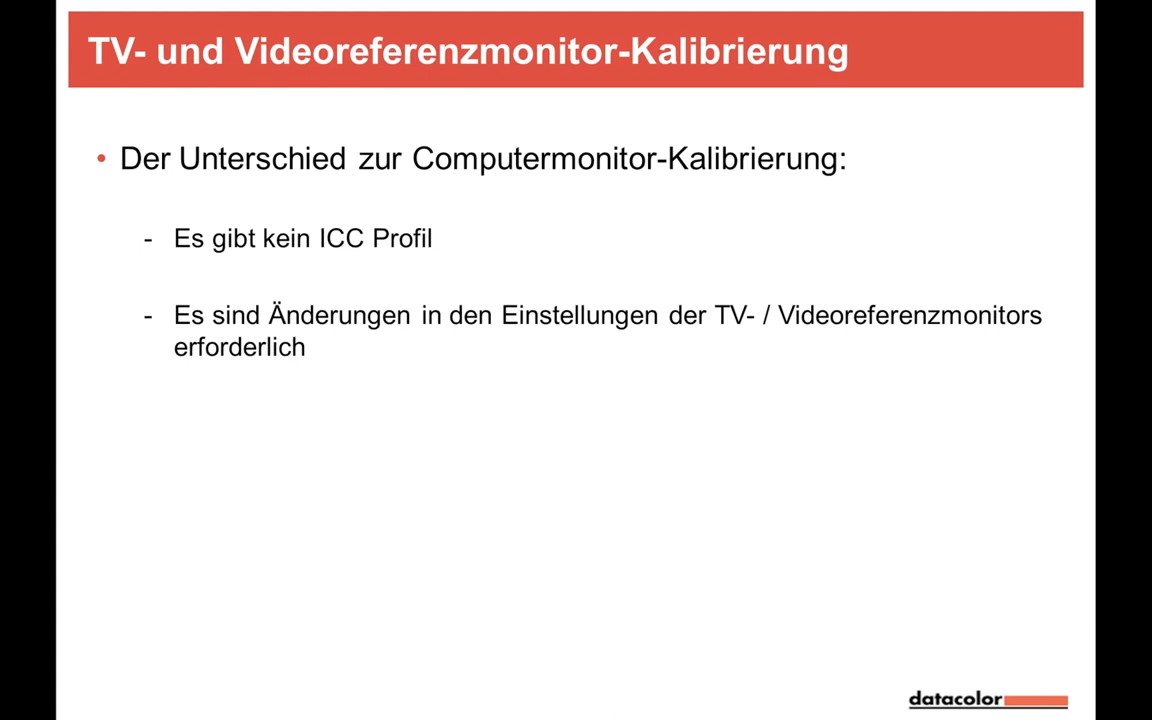 TV- und Videoreferenzmonitor-Kalibrierung
• Der Unterschied zur Computermonitor-Kalibrierung:
- Es gibt kein ICC Profil
- Es sind Änderungen in den Einstellungen der TV- / Videoreferenzmonitors
erforderlich
datacolor